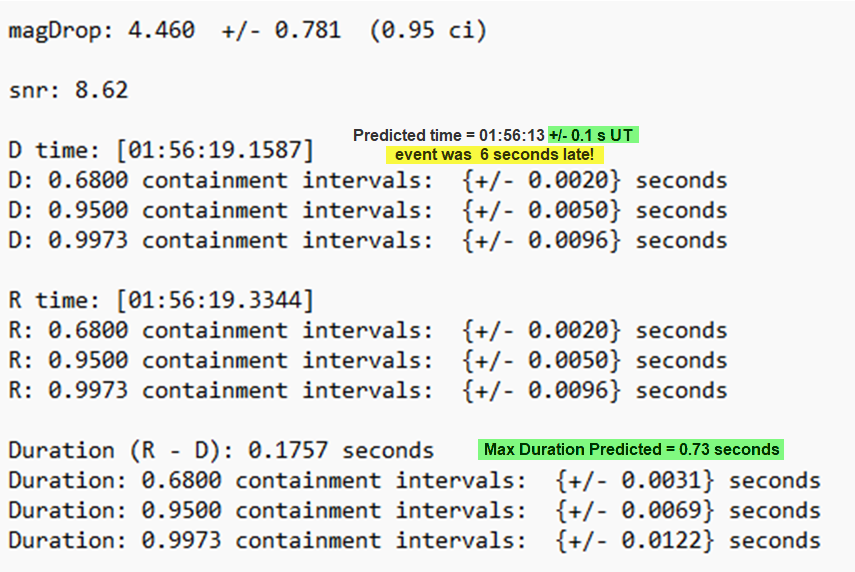 magDrop: 4.460 +/- 0.781 (0.95 ci)
snr: 8.62
Predicted time = 01:56:13 +/- 0.1 s UT
D time: [01:56:19.1587]
event was 6 seconds late!
D: 0.6800 containment intervals: {+/- 0.0020} seconds
D: 0.9500 containment intervals: {+/- 0.0050} seconds
D: 0.9973 containment intervals: {+/- 0.0096} seconds
R time: [01:56:19.3344]
R: 0.6800 containment intervals: {+/- 0.0020} seconds
R: 0.9500 containment intervals: {+/- 0.0050} seconds
R: 0.9973 containment intervals: {+/- 0.0096} seconds
Duration (R - D): 0.1757 seconds Max Duration Predicted = 0.73 seconds
Duration: 0.6800 containment intervals: {+/- 0.0031} seconds
Duration: 0.9500 containment intervals: {+/- 0.0069} seconds
Duration: 0.9973 containment intervals: {+/- 0.0122} seconds